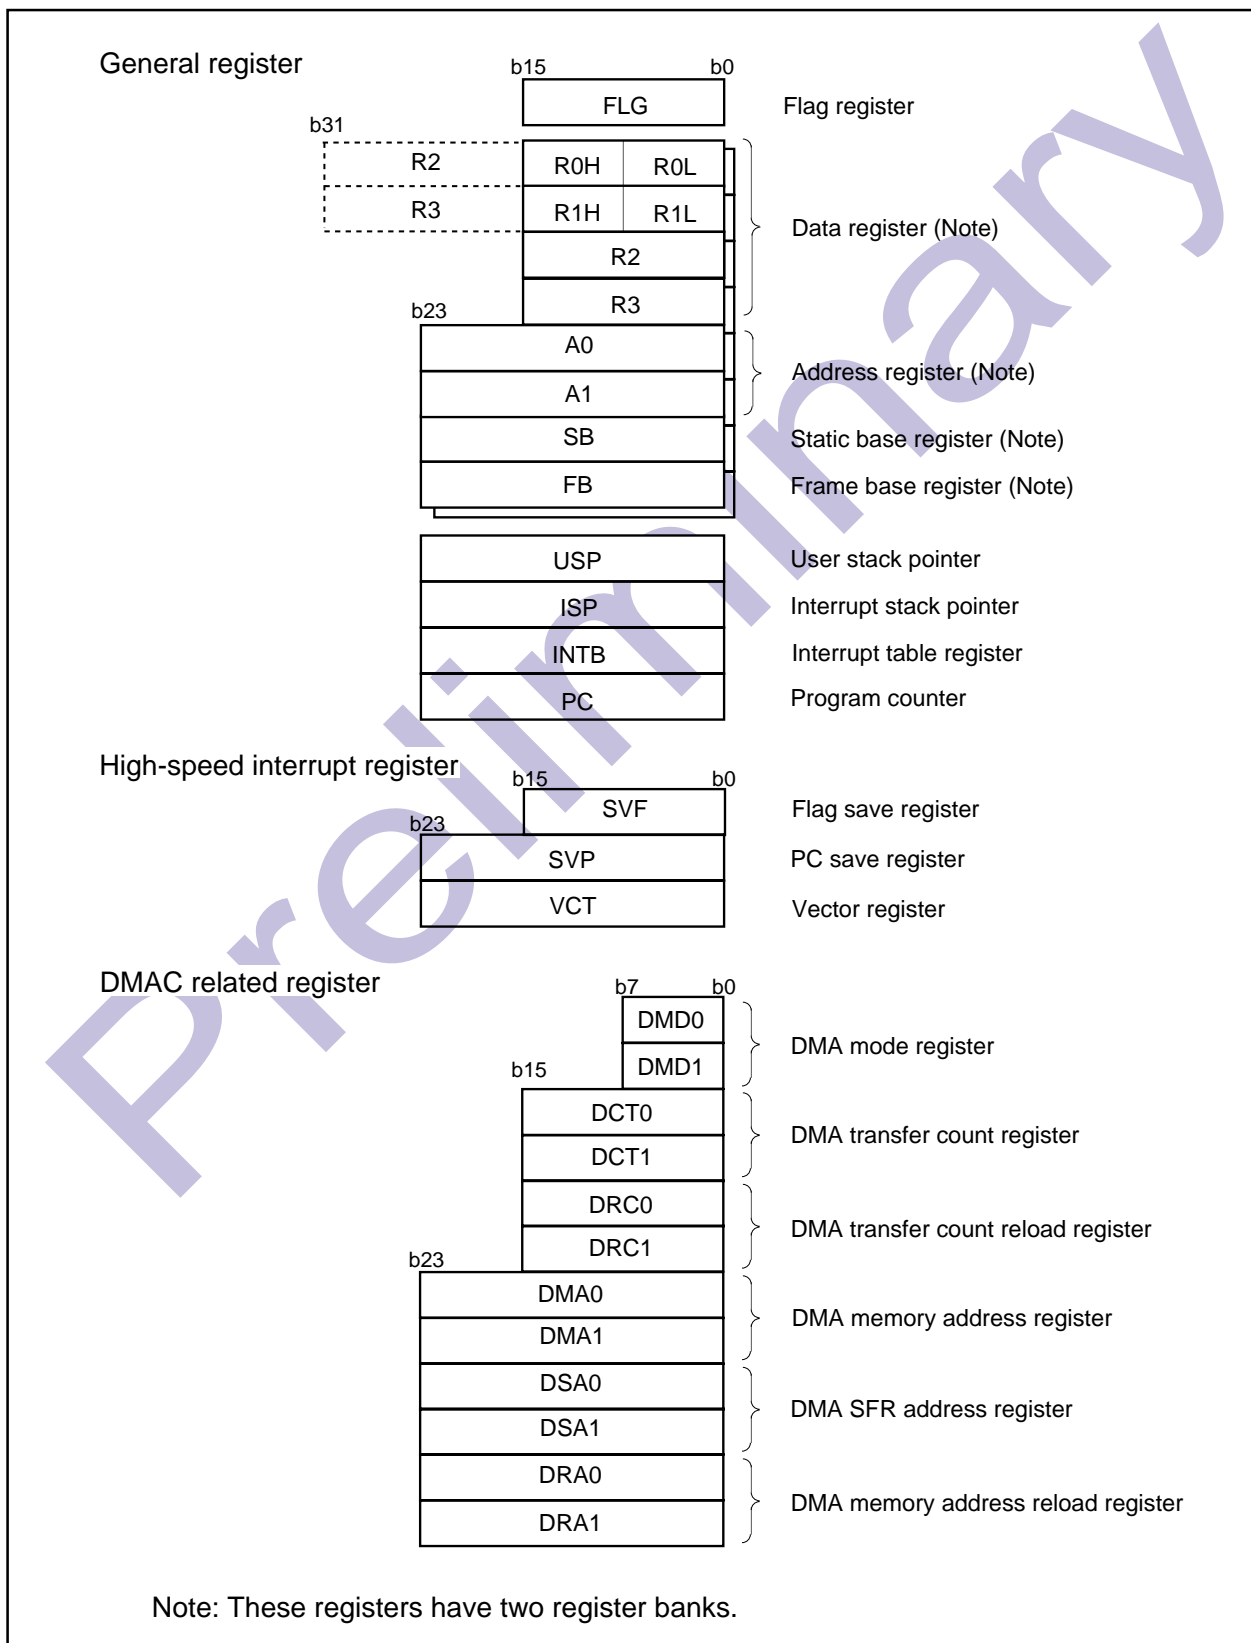 General register
b15 b0
FLG Flag register
b31
R2 R0H R0L
R3 R1H R1L
Data register (Note)
R2
R3
b23
A0
Address register (Note)
A1
SB Static base register (Note)
FB Frame base register (Note)
USP User stack pointer
ISP Interrupt stack pointer
INTB Interrupt table register
PC Program counter
High-speed interrupt register
b15 b0
SVF Flag save register
b23
SVP PC save register
VCT Vector register
DMAC related register
b7 b0
DMD0
DMA mode register
DMD1
b15
DCT0
DMA transfer count register
DCT1
DRC0
DMA transfer count reload register
DRC1
b23
DMA0
DMA memory address register
DMA1
DSA0
DMA SFR address register
DSA1
DRA0
DMA memory address reload register
DRA1
Note: These registers have two register banks.
Preliminary